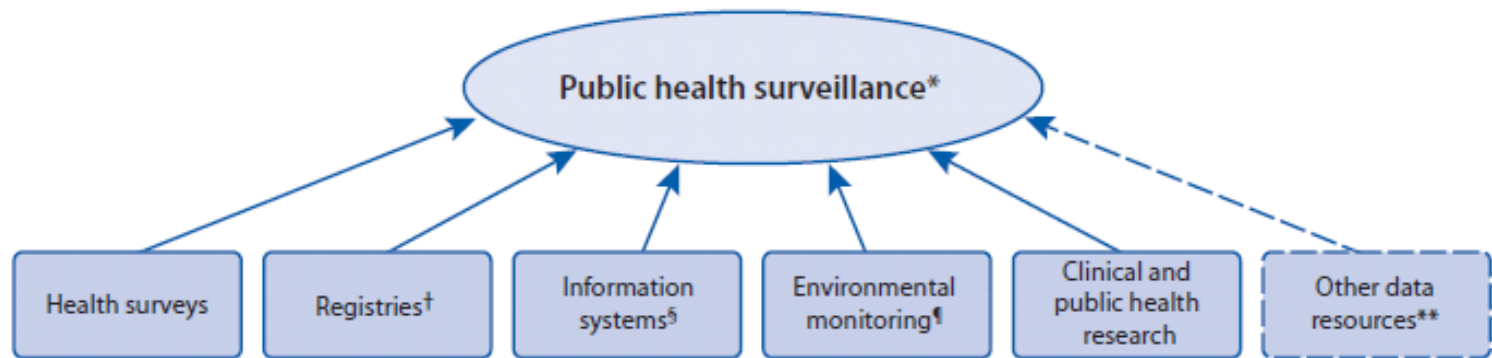 Public health surveillance*
Health surveys
Registries†
Information
systems§
Environmental
monitoring¶
Clinical and
public health
research
Other data
resources**